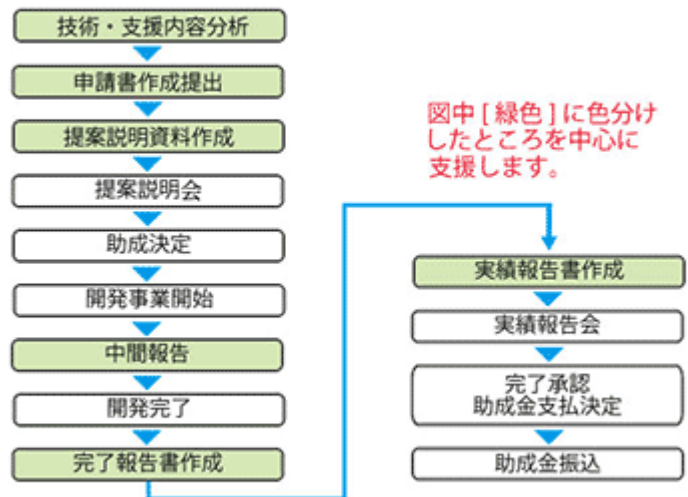 技術・支援内容分析
申請書作成提出
提案説明資料作成
提案説明会
助成決定
開発事業開始
中間報告
開発完了
完了報告書作成
図中 [ 緑色 ] に色分け
したところを中心に
支援します。
実績報告書作成
実績報告会
完了承認
助成金支払決定
助成金振込